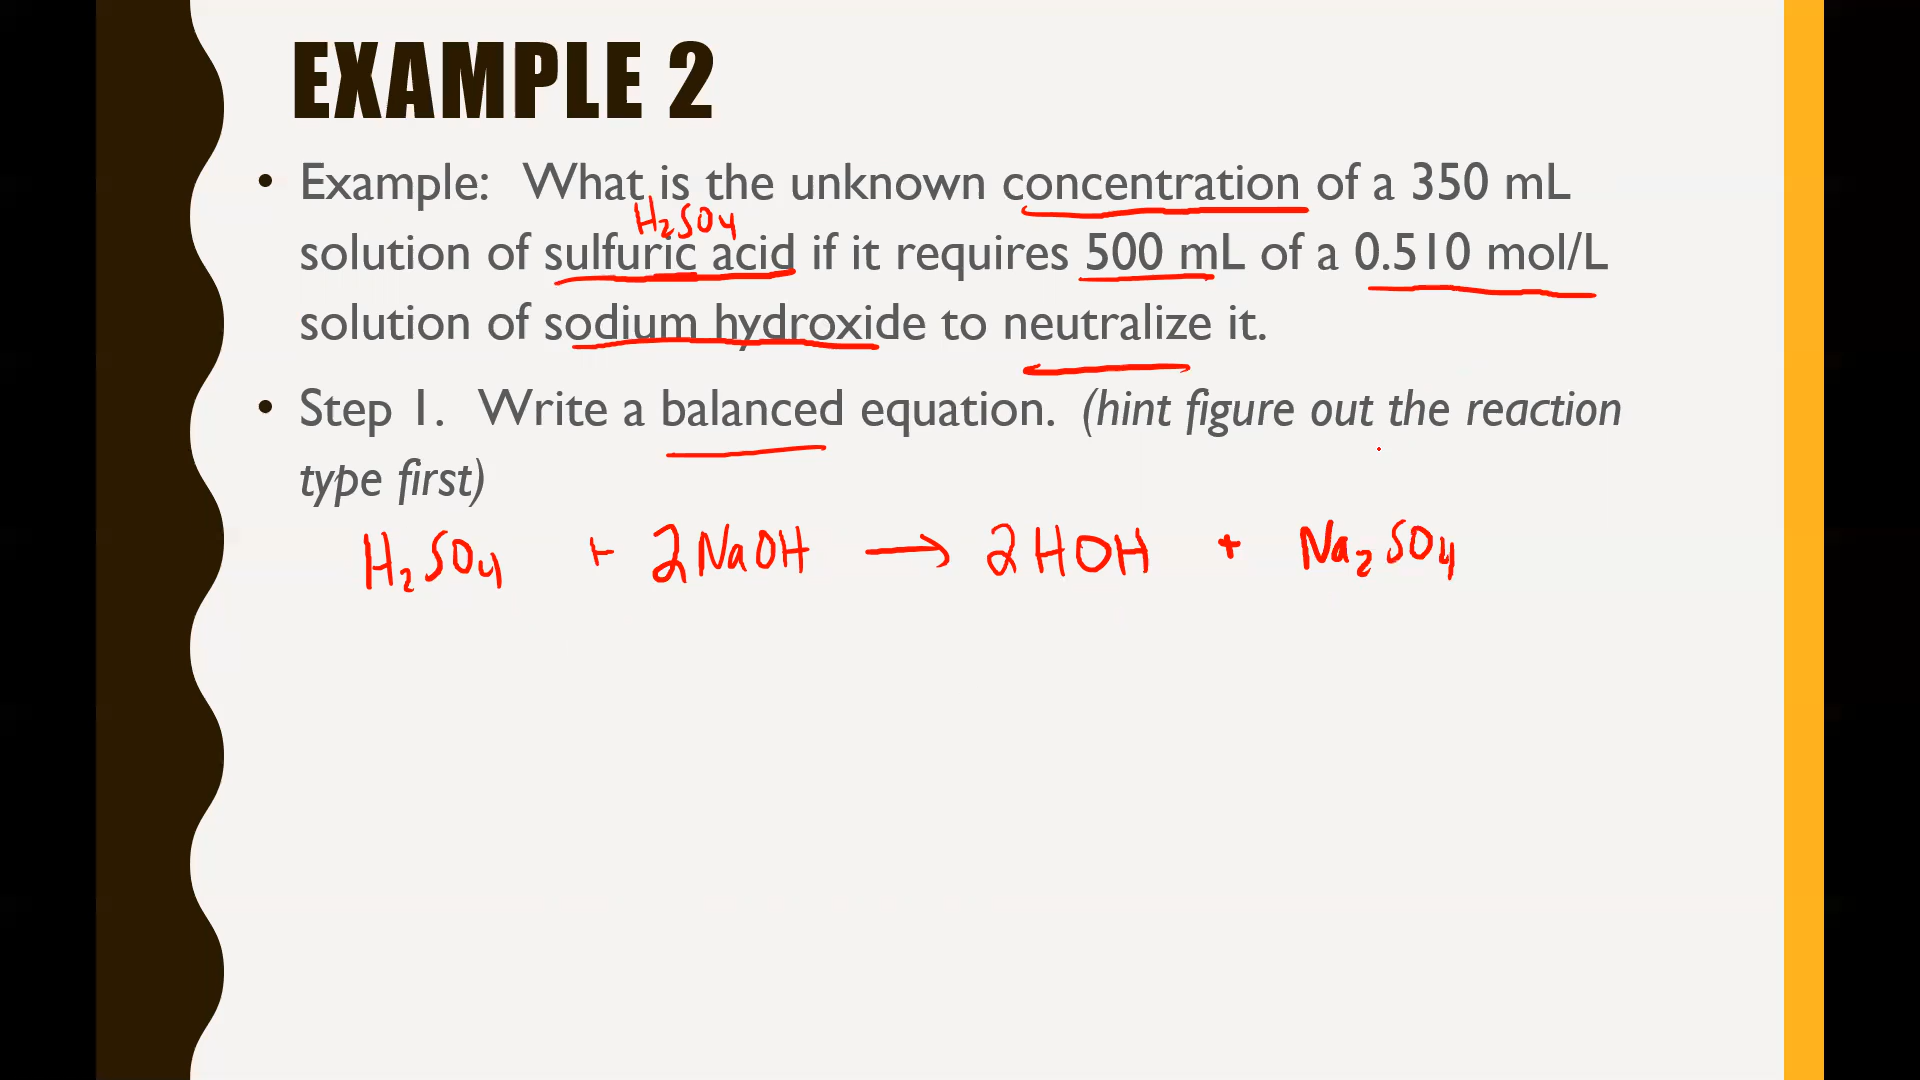 EXAMPLE 2
• Example: What is the unknown concentration of a 350 mL
H₂SO₄
solution of sulfuric acid if it requires 500 mL of a 0.510 mol/L
solution of sodium hydroxide to neutralize it.
• Step 1. Write a balanced equation. (hint figure out the reaction
type first)
H₂SO₄ + 2NaOH → 2HOH + Na₂SO₄